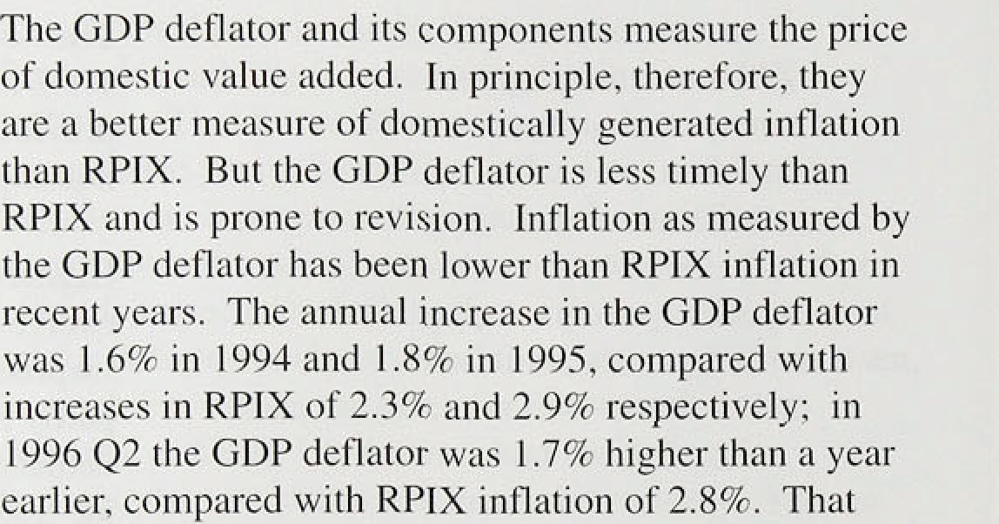 The GDP deflator and its components measure the price
of domestic value added.  In principle, therefore, they
are a better measure of domestically generated inflation
than RPIX.  But the GDP deflator is less timely than
RPIX and is prone to revision.  Inflation as measured by
the GDP deflator has been lower than RPIX inflation in
recent years.  The annual increase in the GDP deflator
was 1.6% in 1994 and 1.8% in 1995, compared with
increases in RPIX of 2.3% and 2.9% respectively;  in
1996 Q2 the GDP deflator was 1.7% higher than a year
earlier, compared with RPIX inflation of 2.8%.  That